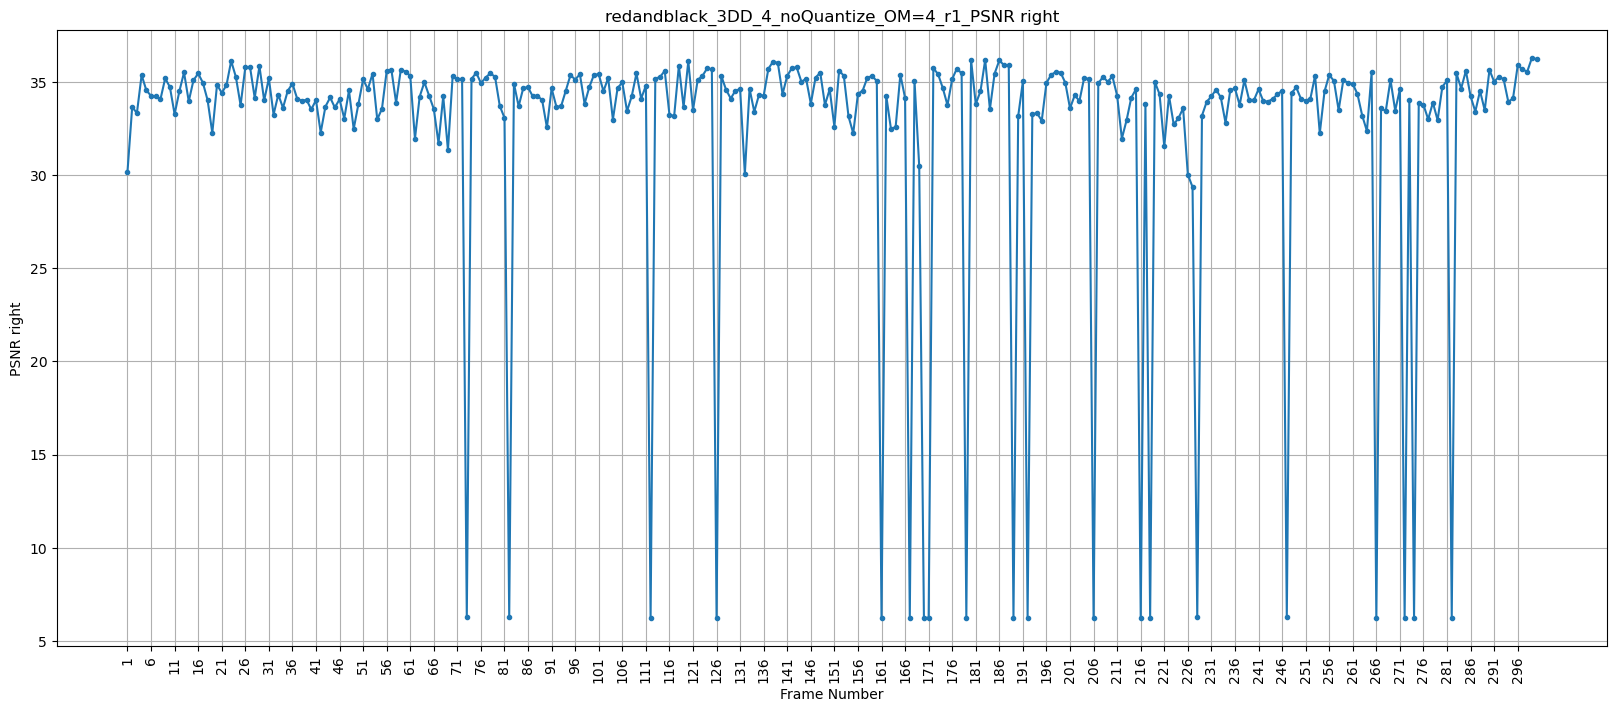 redandblack_3DD_4_noQuantize_OM=4_r1_PSNR right
PSNR right
35
30
25
20
15
10
5
1 6 11 16 21 26 31 36 41 46 51 56 61 66 71 76 81 86 91 96 101 106 111 116 121 126 131 136 141 146 151 156 161 166 171 176 181 186 191 196 201 206 211 216 221 226 231 236 241 246 251 256 261 266 271 276 281 286 291 296
Frame Number